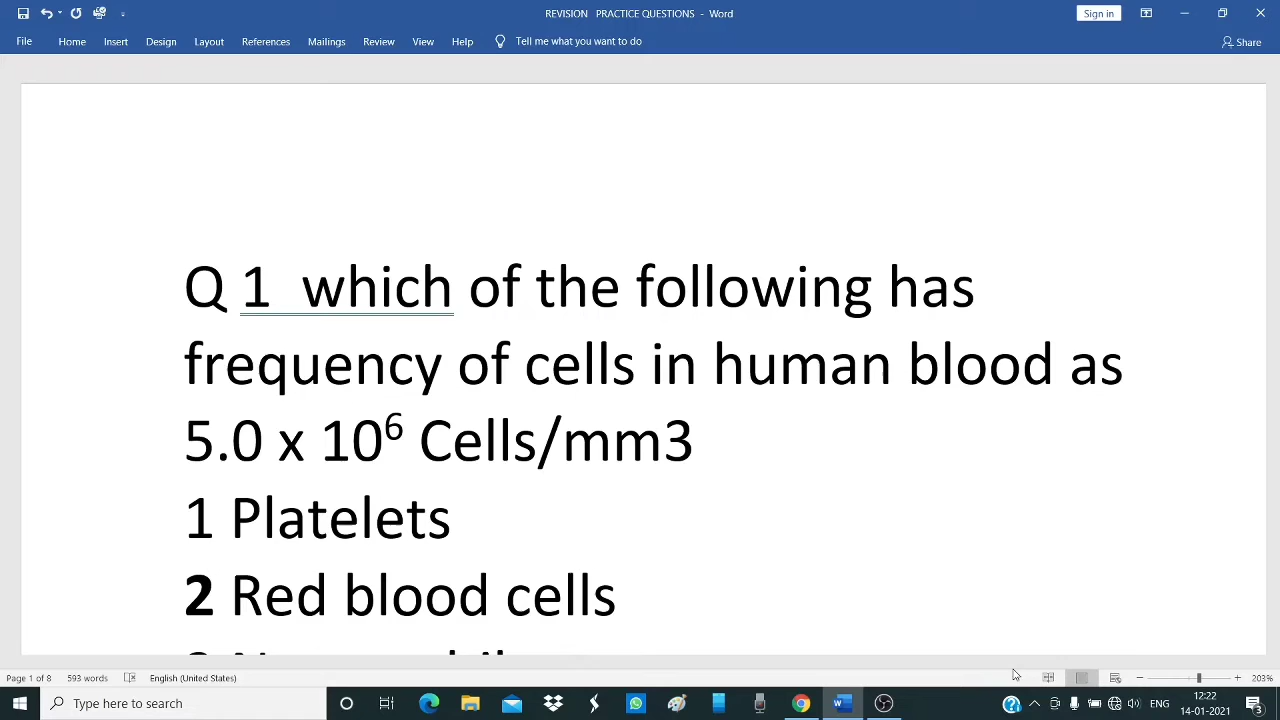 REVISION PRACTICE QUESTIONS - Word
Sign in
File Home Insert Design Layout References Mailings Review View Help Tell me what you want to do
Share
Q 1 which of the following has
frequency of cells in human blood as
5.0 x 10⁶ Cells/mm3
1 Platelets
2 Red blood cells
Page 1 of 8 593 words English (United States)
203%
Type here to search
ENG
12:22
14-01-2021
3